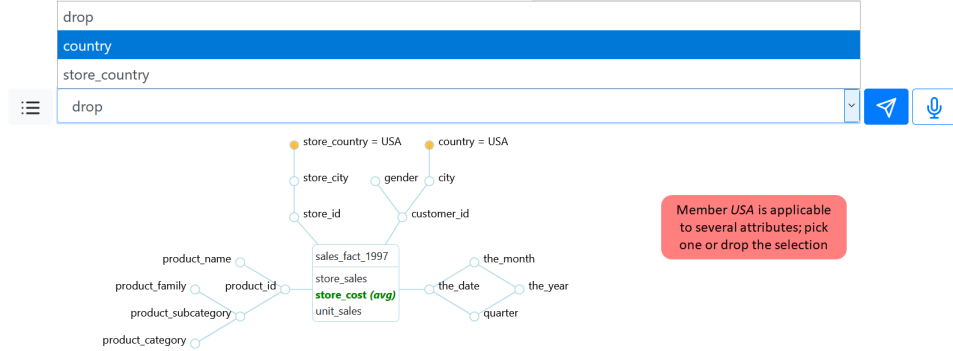 drop
country
store_country
drop
store_country = USA
country = USA
store_city
gender
city
store_id
customer_id
Member USA is applicable
to several attributes; pick
one or drop the selection
sales_fact_1997
product_name
the_month
store_sales
product_family
product_id
store_cost (avg)
the_date
the_year
product_subcategory
unit_sales
quarter
product_category